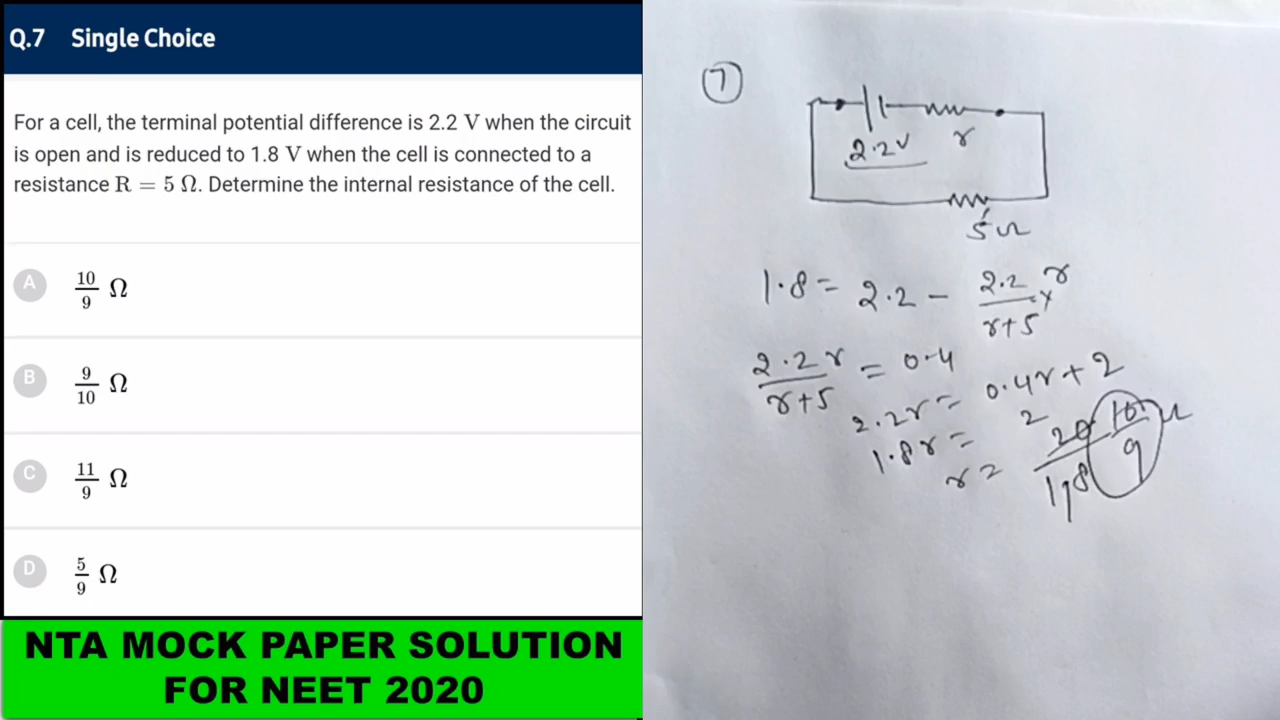 Q.7 Single Choice
For a cell, the terminal potential difference is 2.2 V when the circuit
is open and is reduced to 1.8 V when the cell is connected to a
resistance R = 5 Ω. Determine the internal resistance of the cell.
A 10/9 Ω
B 9/10 Ω
C 11/9 Ω
D 5/9 Ω
NTA MOCK PAPER SOLUTION
FOR NEET 2020
7
2.2V r
5Ω
1.8 = 2.2 - 2.2/r+5 × r
2.2r/r+5 = 0.4
2.2r = 0.4r + 2
1.8r = 2
r = 20/18 10/9 Ω